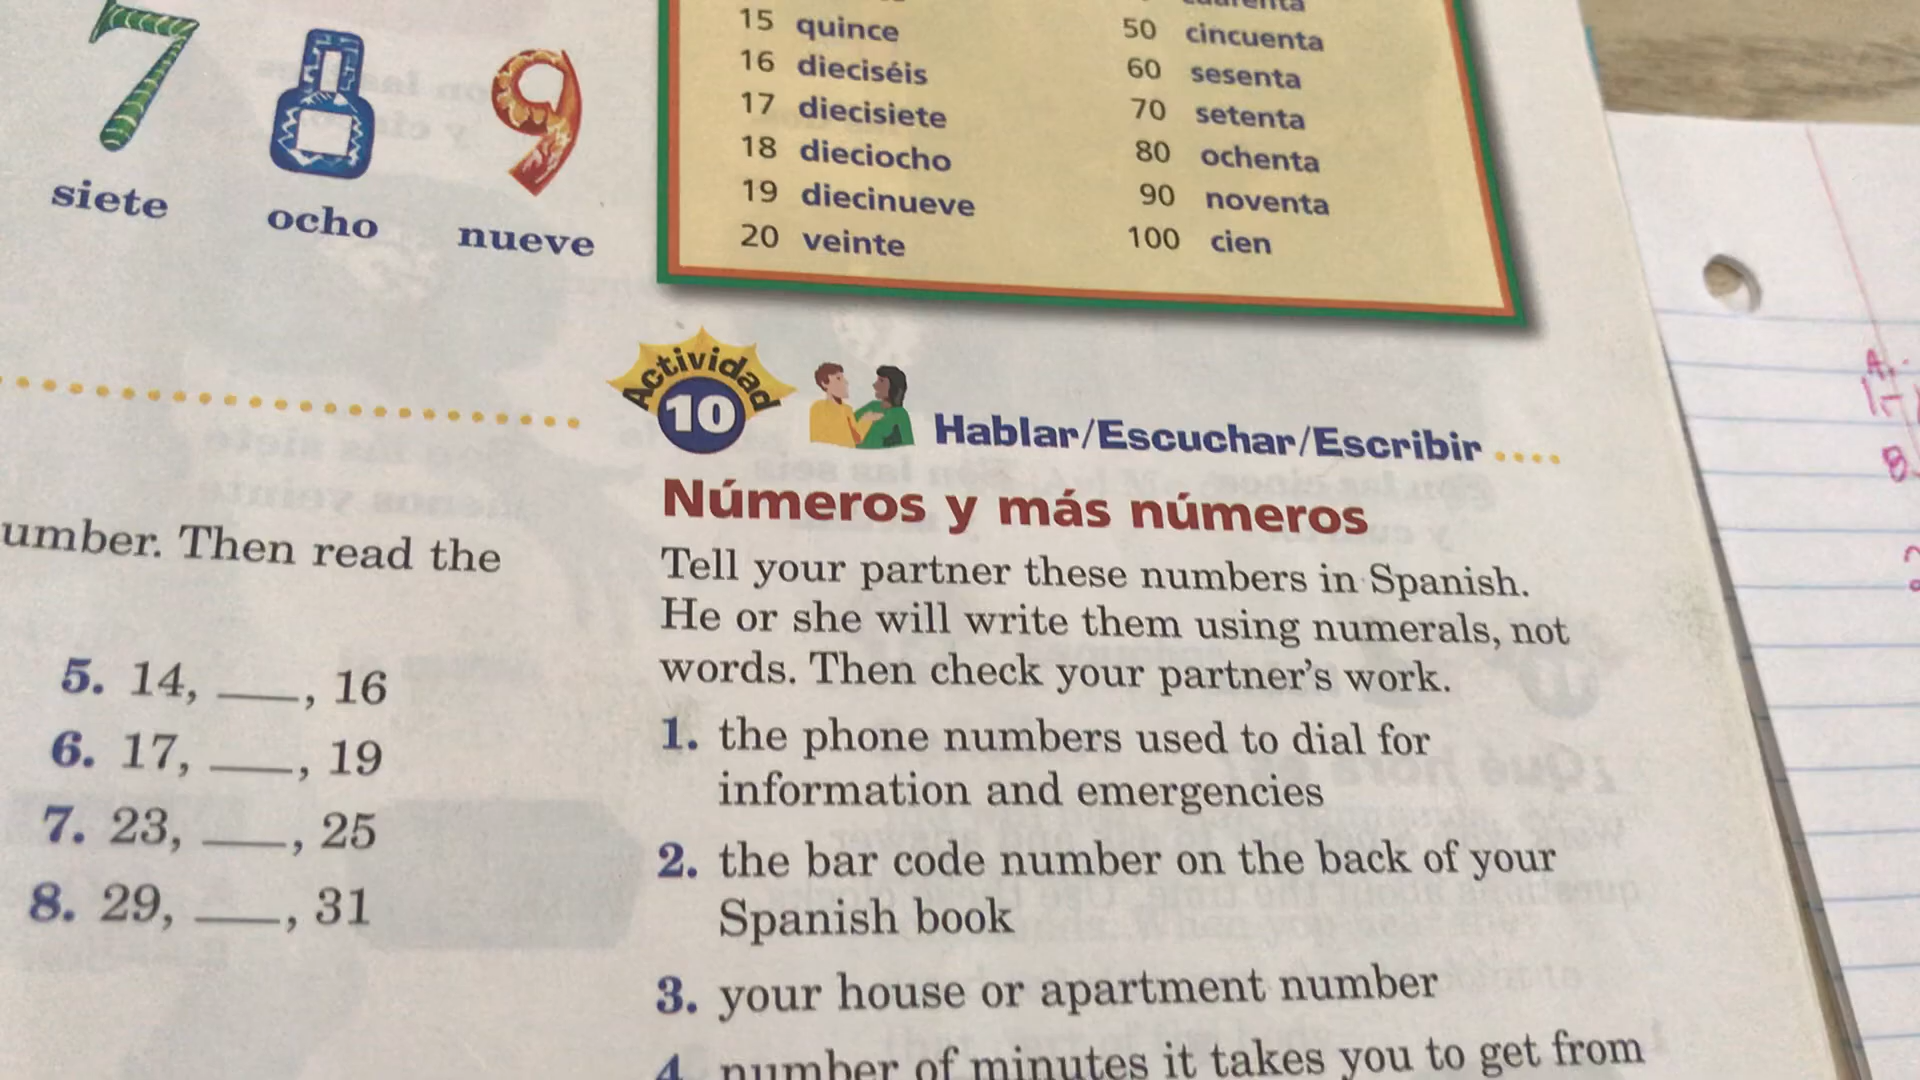 7 8 9
siete ocho nueve
15 quince
16 dieciséis
17 diecisiete
18 dieciocho
19 diecinueve
20 veinte
50 cincuenta
60 sesenta
70 setenta
80 ochenta
90 noventa
100 cien
umber. Then read the
5. 14, ___, 16
6. 17, ___, 19
7. 23, ___, 25
8. 29, ___, 31
Actividad
10
Hablar/Escuchar/Escribir ....
Números y más números
Tell your partner these numbers in Spanish.
He or she will write them using numerals, not
words. Then check your partner's work.
1. the phone numbers used to dial for
information and emergencies
2. the bar code number on the back of your
Spanish book
3. your house or apartment number
4. number of minutes it takes you to get from